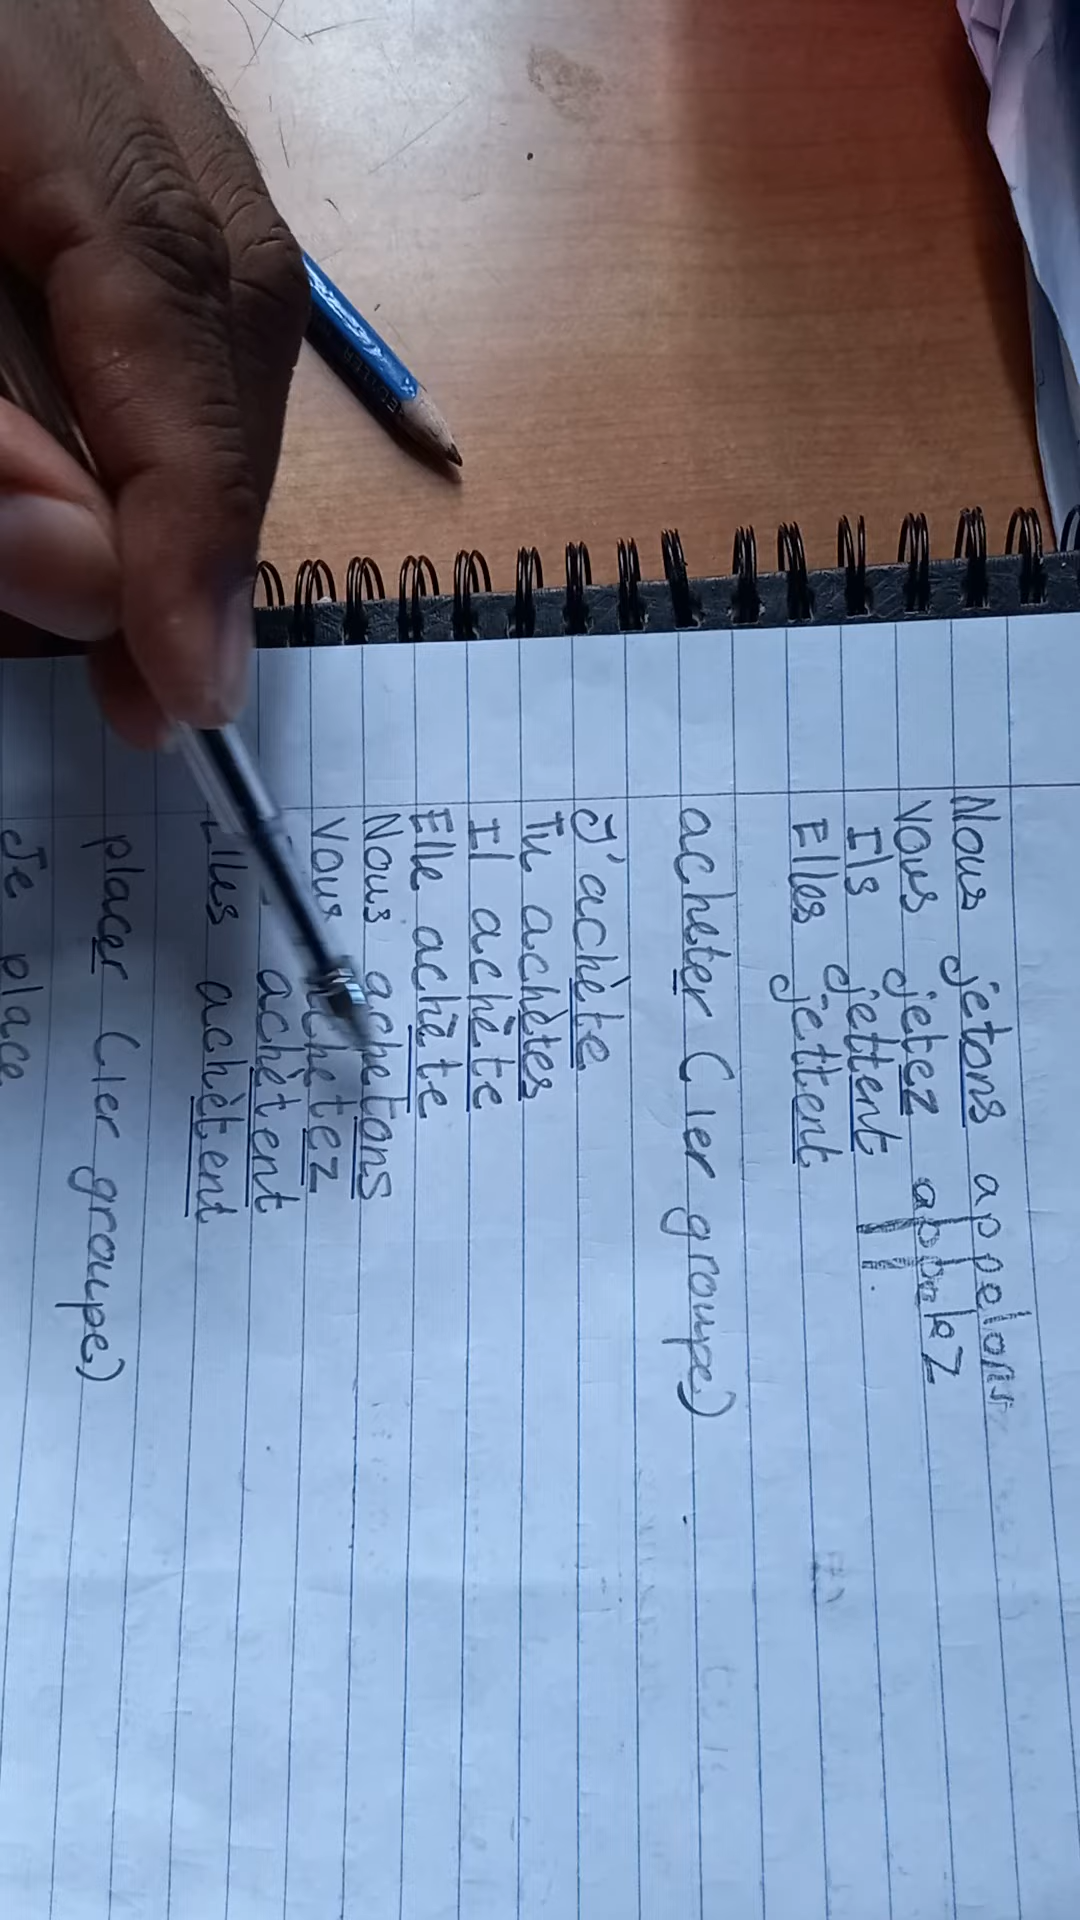 Nous jetons appelons
Vous jetez appelez
Ils jettent
Elles jettent
acheter (1er groupe)
J'achète
Tu achètes
Il achète
Elle achète
Nous achetons
Vous achetez
achètent
Elles achètent
placer (1er groupe)
Je place